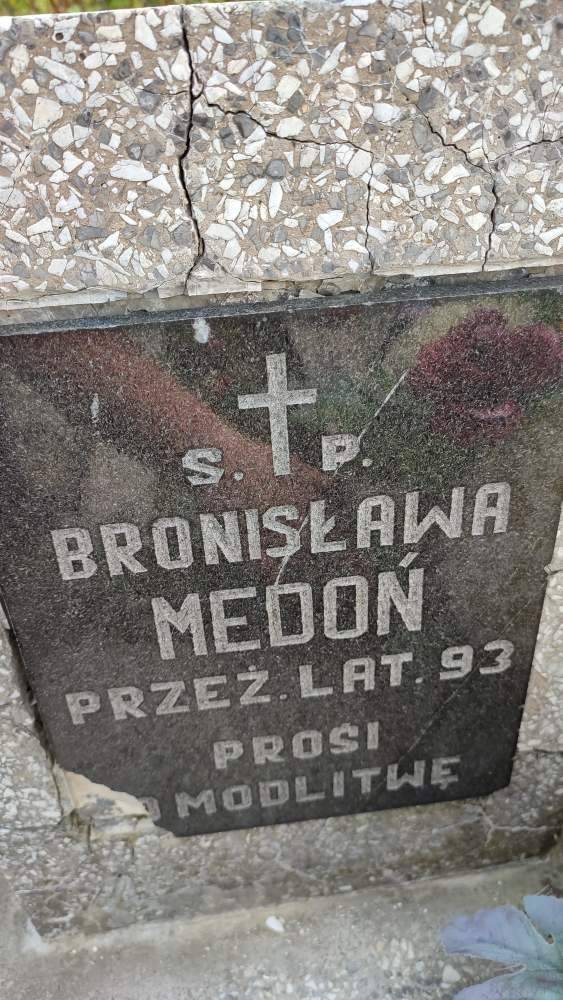 S. P.
BRONISŁAWA
MEDOŃ
PRZEŻ. LAT. 93
PROSI
O MODLITWĘ